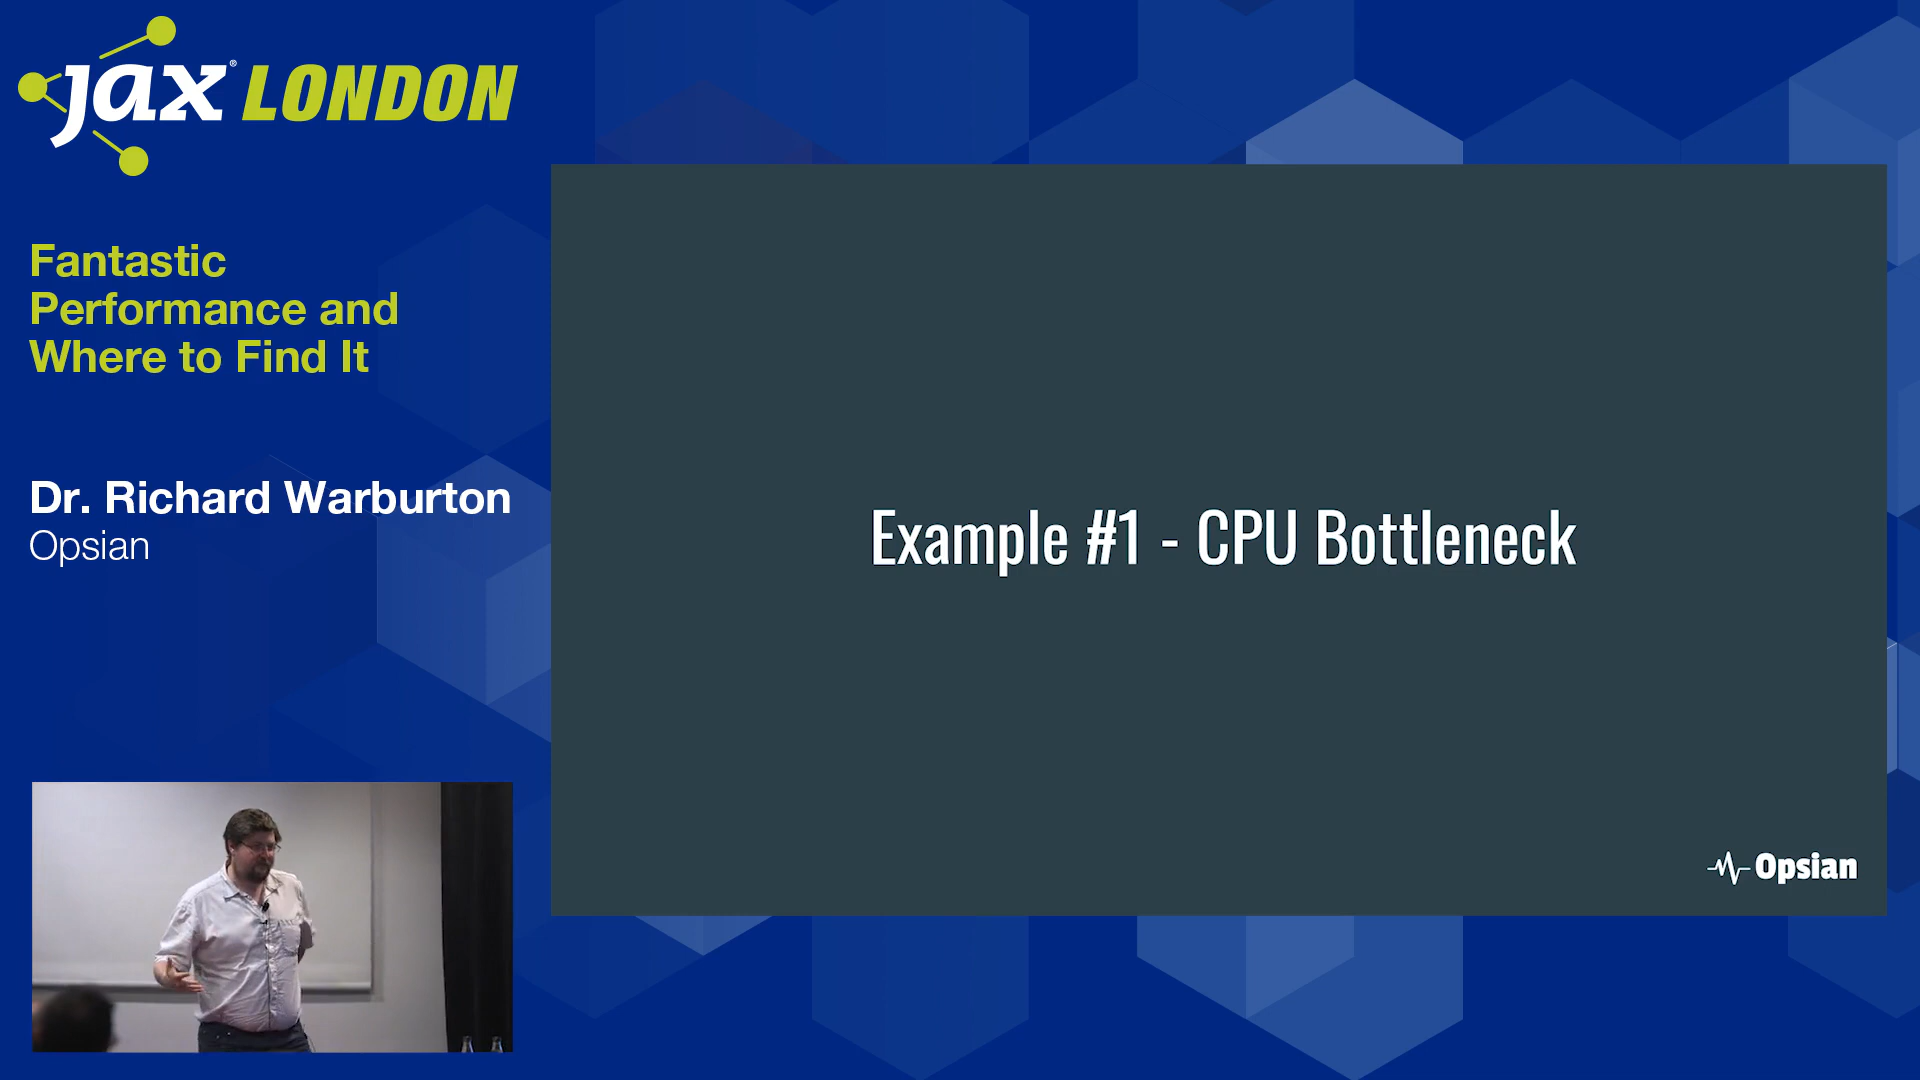 jax® LONDON
Fantastic
Performance and
Where to Find It
Dr. Richard Warburton
Opsian
Example #1 - CPU Bottleneck
Opsian